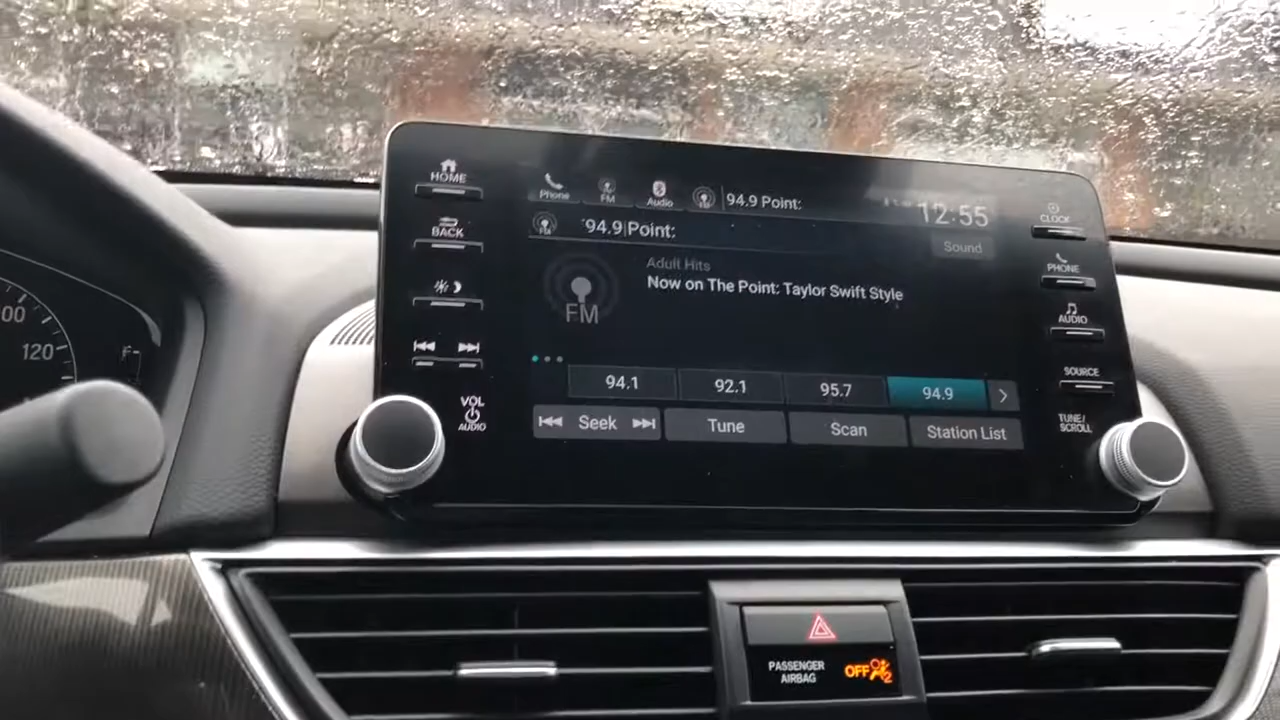 HOME
Phone
FM
Audio
94.9 Point:
12:55
CLOCK
BACK
94.9|Point:
Sound
PHONE
Adult Hits
Now on The Point: Taylor Swift Style
FM
AUDIO
00
120
F
SOURCE
94.1
92.1
95.7
94.9
VOL
AUDIO
Seek
Tune
Scan
Station List
TUNE/
SCROLL
PASSENGER
AIRBAG
OFF
2